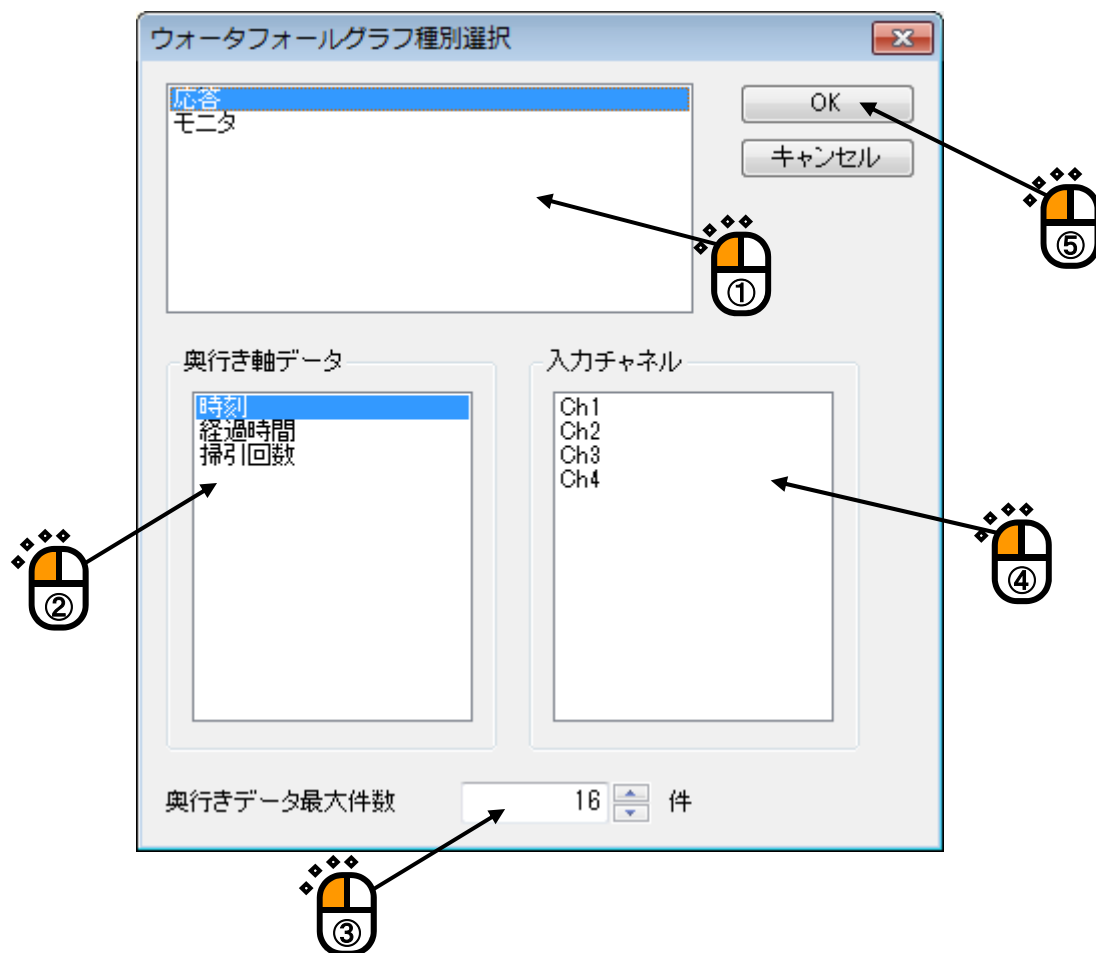 ウォータフォールグラフ種別選択
応答
モニタ
OK
キャンセル
⑤
①
奥行き軸データ
時刻
経過時間
掃引回数
入力チャネル
Ch1
Ch2
Ch3
Ch4
②
④
奥行きデータ最大件数 16 件
③